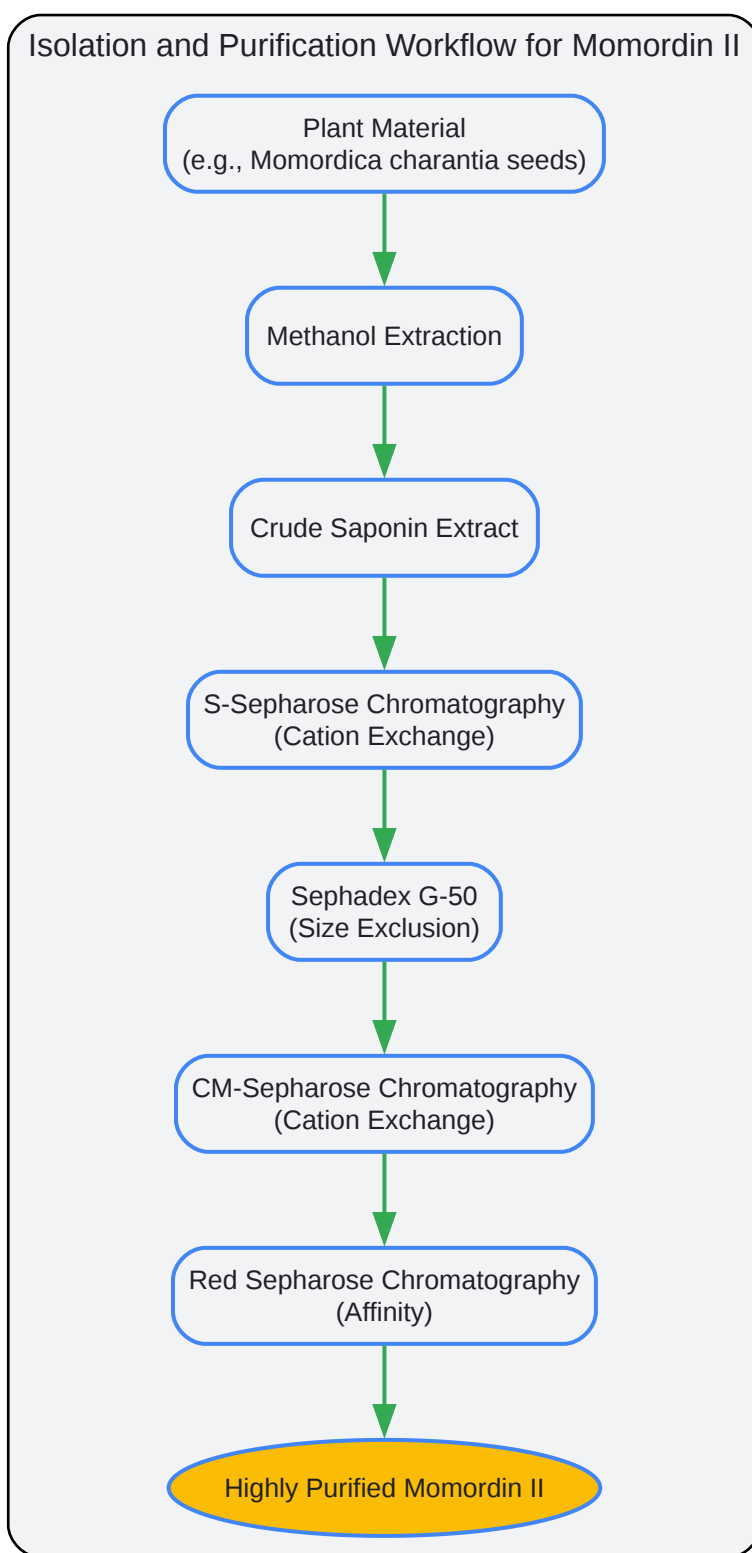 Isolation and Purification Workflow for Momordin II
Plant Material
(e.g., Momordica charantia seeds)
Methanol Extraction
Crude Saponin Extract
S-Sepharose Chromatography
(Cation Exchange)
Sephadex G-50
(Size Exclusion)
CM-Sepharose Chromatography
(Cation Exchange)
Red Sepharose Chromatography
(Affinity)
Highly Purified Momordin II